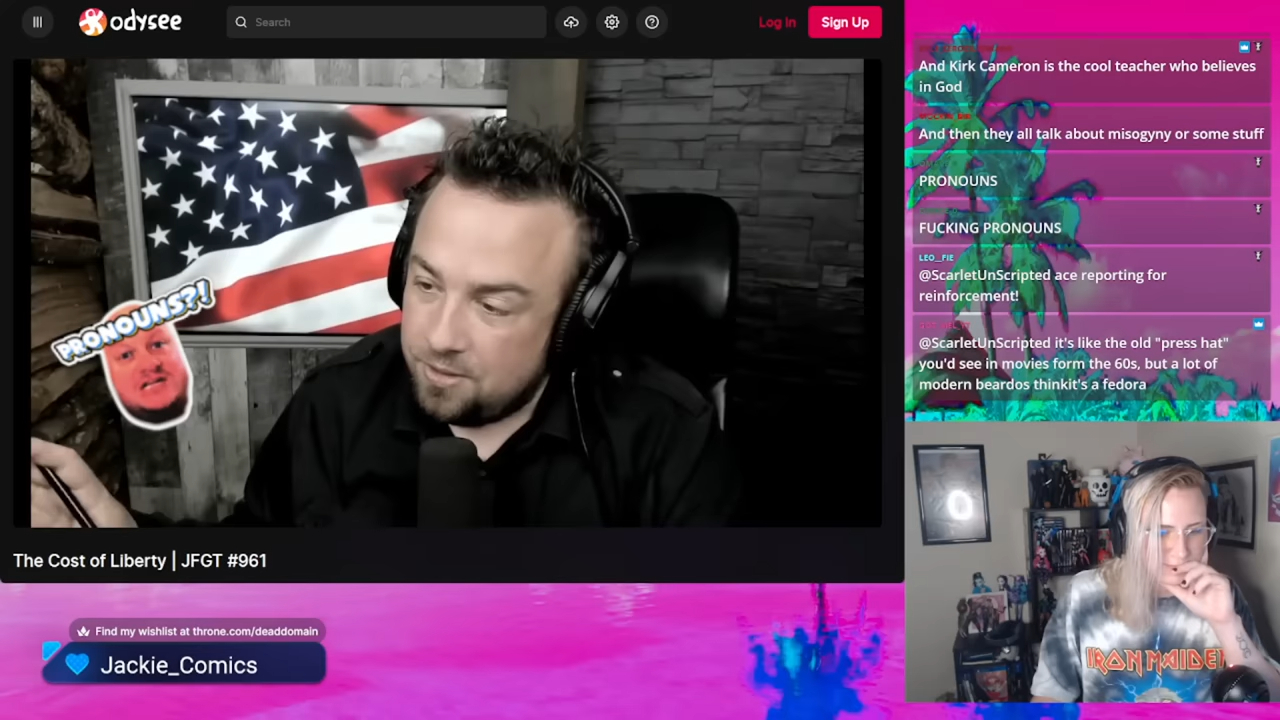 odysee
Search
Log In
Sign Up
PRONOUNS?!
The Cost of Liberty | JFGT #961
Find my wishlist at throne.com/deaddomain
Jackie_Comics
And Kirk Cameron is the cool teacher who believes
in God
And then they all talk about misogyny or some stuff
PRONOUNS
FUCKING PRONOUNS
LEO_FIE
@ScarletUnScripted ace reporting for
reinforcement!
@ScarletUnScripted it's like the old "press hat"
you'd see in movies form the 60s, but a lot of
modern beardos thinkit's a fedora
IRON MAIDEN